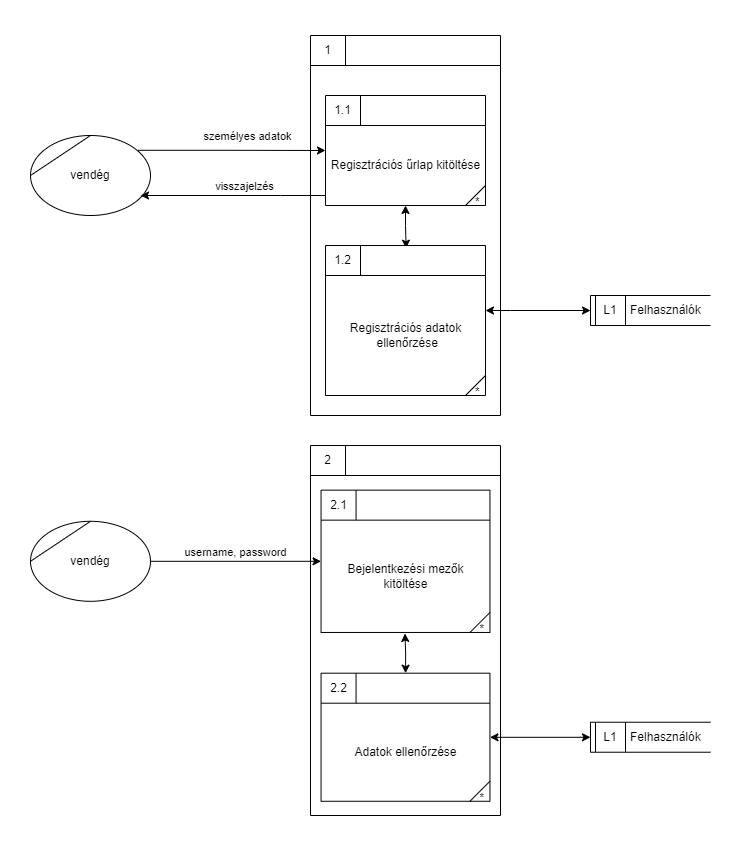 1
1.1
személyes adatok
Regisztrációs űrlap kitöltése
vendég
visszajelzés
*
1.2
L1 Felhasználók
Regisztrációs adatok
ellenőrzése
*
2
2.1
username, password
vendég
Bejelentkezési mezők
kitöltése
*
2.2
L1 Felhasználók
Adatok ellenőrzése
*